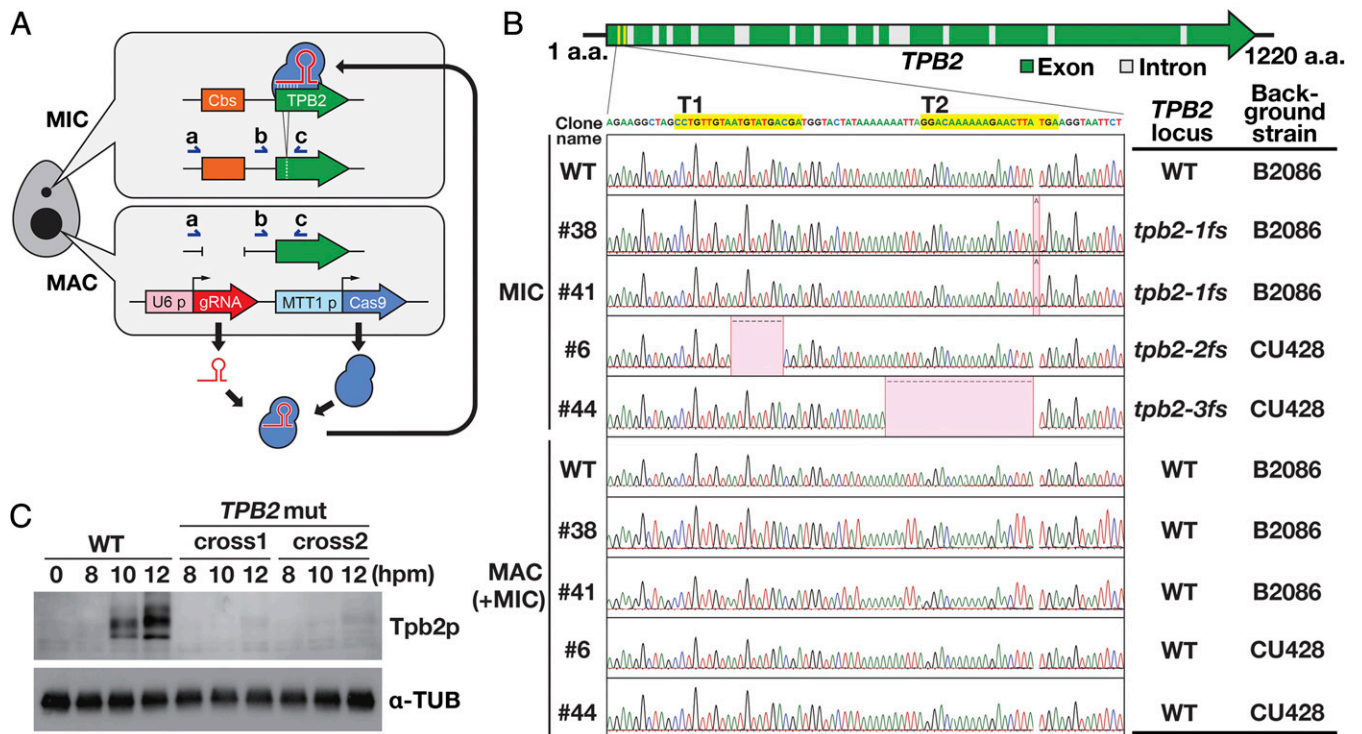 A
MIC
Cbs
TPB2
a
b
c
MAC
a
b
c
U6 p
gRNA
MTT1 p
Cas9
B
1 a.a.
TPB2
1220 a.a.
Exon
Intron
T1
T2
Clone name
AGAAGGCTAGCCTGTTGTAATGTATGACGATGGTACTATAAAAAAATTAGGACAAAAAAGAACTTA TGAAGGTAATTCT
TPB2 locus
Back-ground strain
MIC
WT
WT
B2086
#38
A
tpb2-1fs
B2086
#41
A
tpb2-1fs
B2086
#6
tpb2-2fs
CU428
#44
tpb2-3fs
CU428
MAC (+MIC)
WT
WT
B2086
#38
WT
B2086
#41
WT
B2086
#6
WT
CU428
#44
WT
CU428
C
TPB2 mut
WT
cross1
cross2
0 8 10 12 8 10 12 8 10 12 (hpm)
Tpb2p
α-TUB